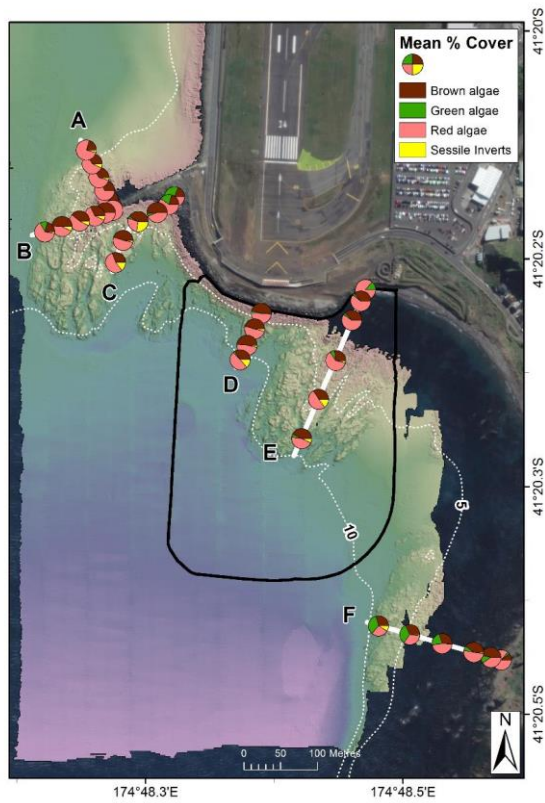 Mean % Cover
Brown algae
Green algae
Red algae
Sessile Inverts
A
B
C
D
E
F
10
5
24
N
0 50 100 Metres
174°48.3'E
174°48.5'E
41°20'S
41°20.2'S
41°20.3'S
41°20.5'S